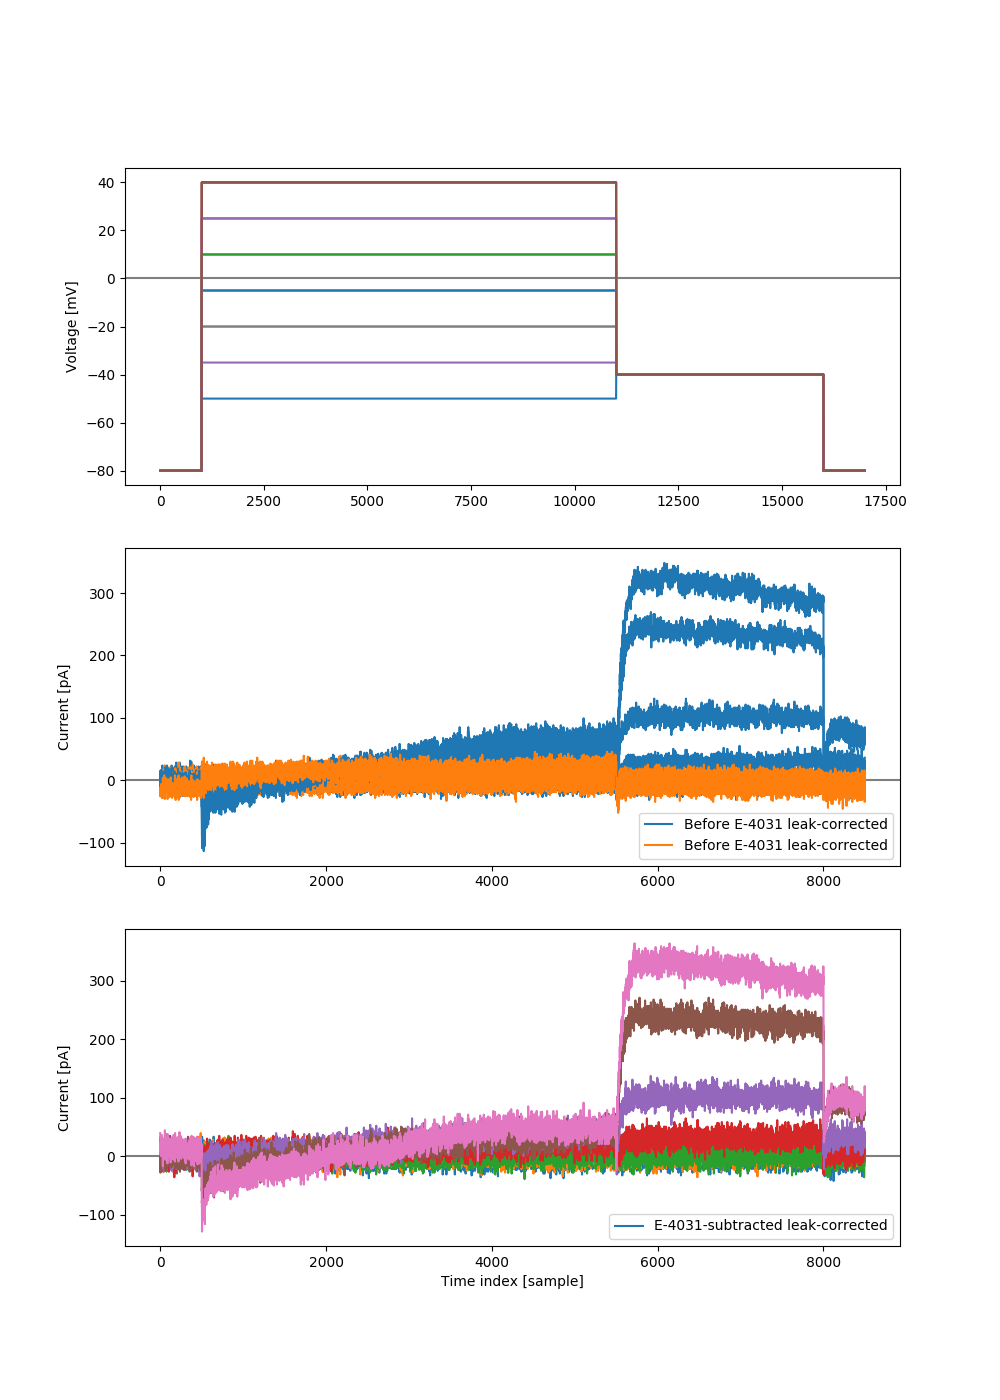 40
20
0
−20
−40
−60
−80
Voltage [mV]
0 2500 5000 7500 10000 12500 15000 17500
300
200
100
0
−100
Current [pA]
Before E-4031 leak-corrected
Before E-4031 leak-corrected
0 2000 4000 6000 8000
300
200
100
0
−100
Current [pA]
E-4031-subtracted leak-corrected
0 2000 4000 6000 8000
Time index [sample]